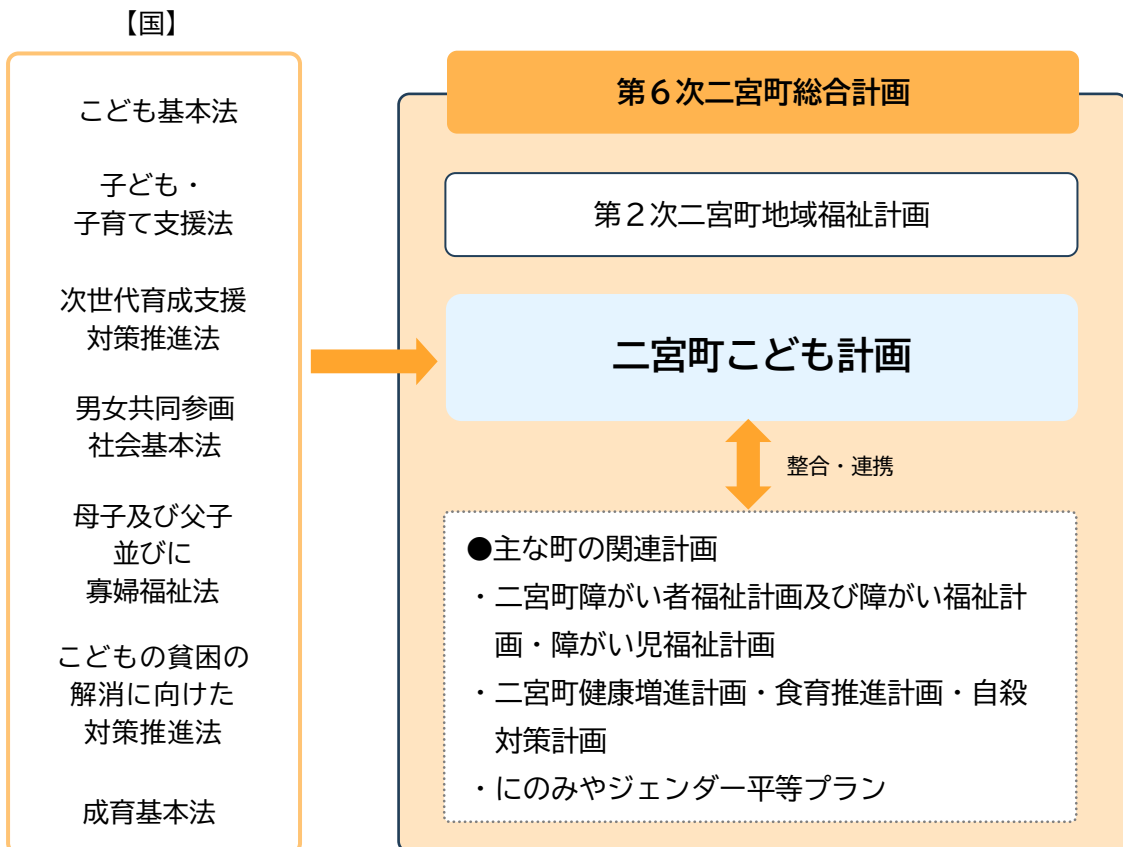 【国】
こども基本法
子ども・
子育て支援法
次世代育成支援
対策推進法
男女共同参画
社会基本法
母子及び父子
並びに
寡婦福祉法
こどもの貧困の
解消に向けた
対策推進法
成育基本法
第６次二宮町総合計画
第２次二宮町地域福祉計画
二宮町こども計画
整合・連携
●主な町の関連計画
・二宮町障がい者福祉計画及び障がい福祉計
画・障がい児福祉計画
・二宮町健康増進計画・食育推進計画・自殺
対策計画
・にのみやジェンダー平等プラン